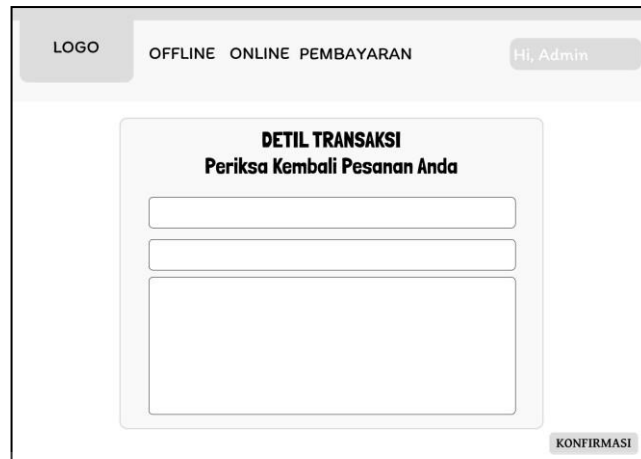 LOGO
OFFLINE ONLINE PEMBAYARAN
Hi, Admin
DETIL TRANSAKSI
Periksa Kembali Pesanan Anda
KONFIRMASI